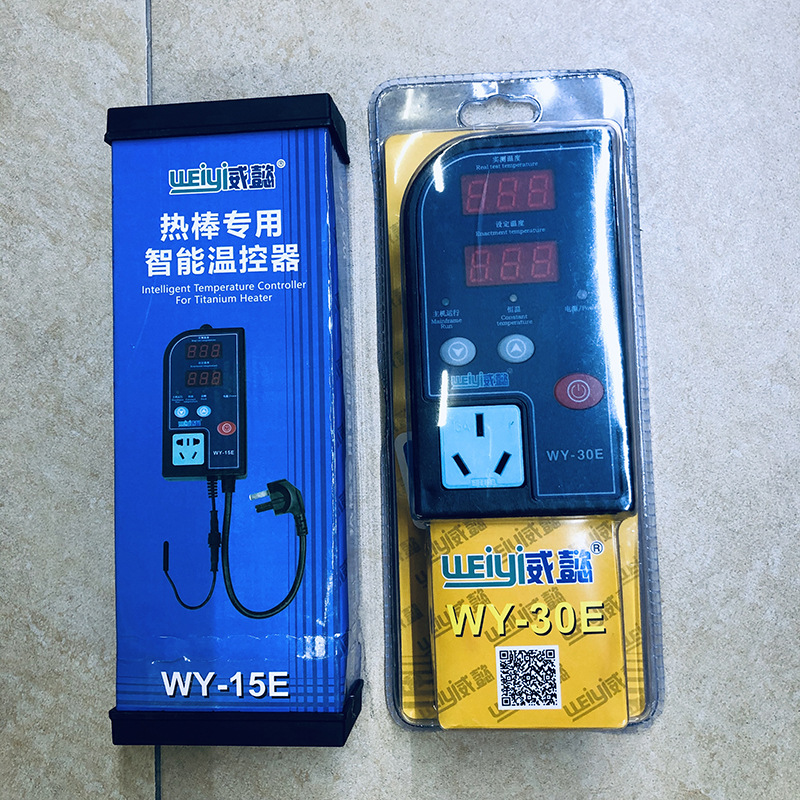 WEIYI威懿®
热棒专用
智能温控器
Intelligent Temperature Controller
For Titanium Heater
WY-15E
WY-15E
实测温度
Real test temperature
设定温度
Enactment temperature
主机运行
Mainframe
Run
恒温
Constant
temperature
电源/Power
WEIYI威懿
WY-30E
WEIYI威懿®
WY-30E